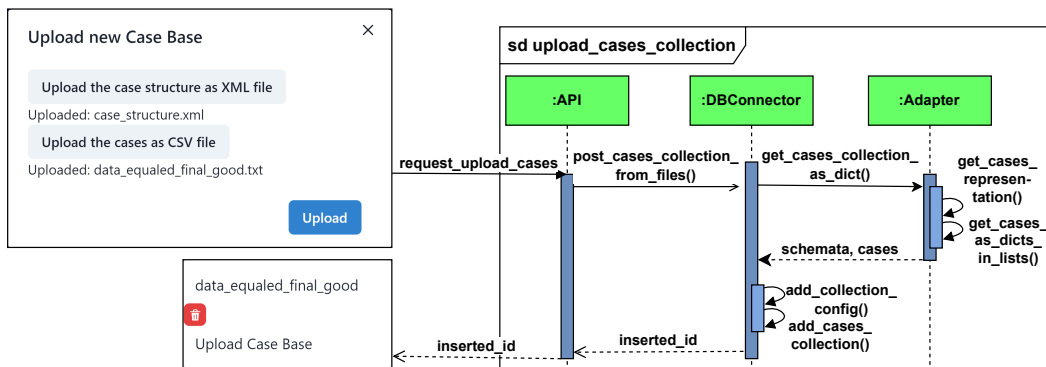 Upload new Case Base
Upload the case structure as XML file
Uploaded: case_structure.xml
Upload the cases as CSV file
Uploaded: data_equaled_final_good.txt
Upload
sd upload_cases_collection
:API
:DBConnector
:Adapter
request_upload_cases
post_cases_collection_
from_files()
get_cases_collection_
as_dict()
get_cases_
represen-
tation()
get_cases_
as_dicts_
in_lists()
schemata, cases
add_collection_
config()
add_cases_
collection()
inserted_id
inserted_id
data_equaled_final_good
Upload Case Base